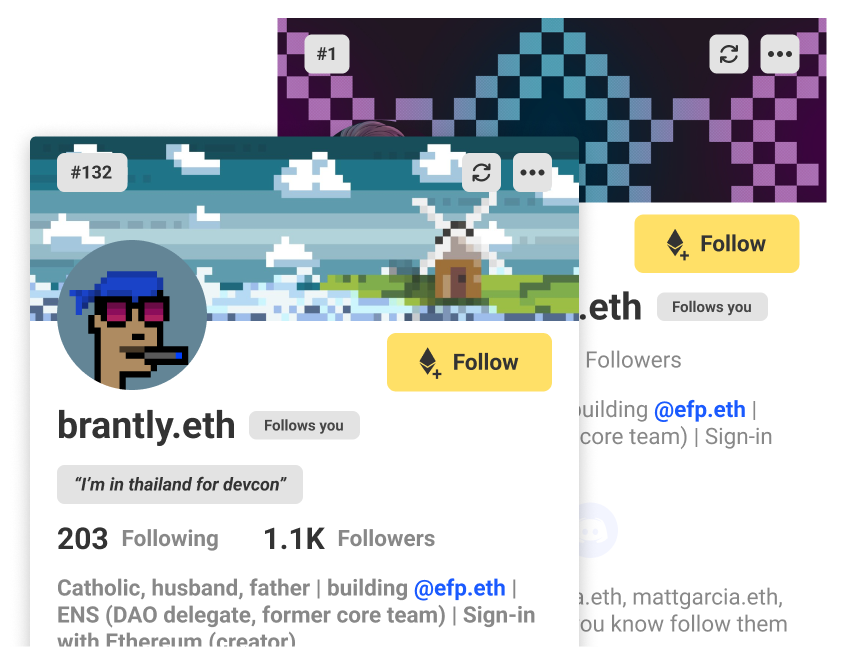 #1
#132
Follow
.eth
Follows you
Followers
building @efp.eth |
core team) | Sign-in
.eth, mattgarcia.eth,
you know follow them
Follow
brantly.eth
Follows you
“I’m in thailand for devcon”
203 Following
1.1K Followers
Catholic, husband, father | building @efp.eth |
ENS (DAO delegate, former core team) | Sign-in
with Ethereum (creator)